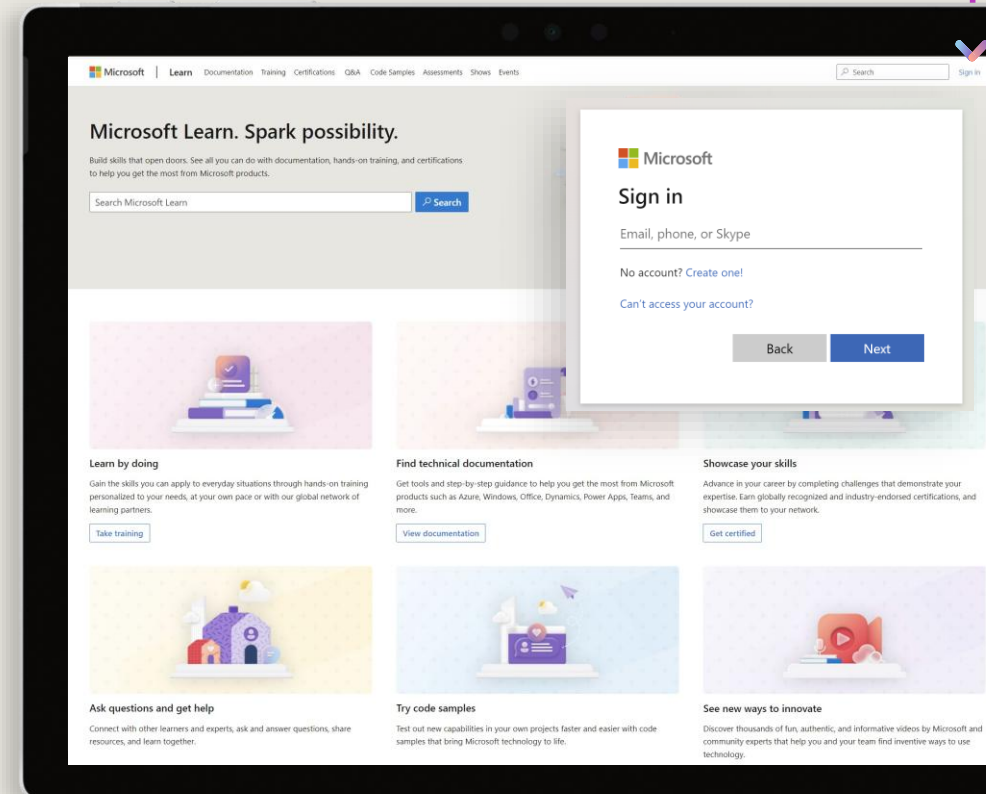 Microsoft | Learn Documentation Training Certifications Q&A Code Samples Assessments Shows Events
Search
Sign in
Microsoft Learn. Spark possibility.
Build skills that open doors. See all you can do with documentation, hands-on training, and certifications
to help you get the most from Microsoft products.
Search Microsoft Learn
Search
Microsoft
Sign in
Email, phone, or Skype
No account? Create one!
Can't access your account?
Back
Next
Learn by doing
Gain the skills you can apply to everyday situations through hands-on training
personalized to your needs, at your own pace or with our global network of
learning partners.
Take training
Find technical documentation
Get tools and step-by-step guidance to help you get the most from Microsoft
products such as Azure, Windows, Office, Dynamics, Power Apps, Teams, and
more.
View documentation
Showcase your skills
Advance in your career by completing challenges that demonstrate your
expertise. Earn globally recognized and industry-endorsed certifications, and
showcase them to your network.
Get certified
Ask questions and get help
Connect with other learners and experts, ask and answer questions, share
resources, and learn together.
Try code samples
Test out new capabilities in your own projects faster and easier with code
samples that bring Microsoft technology to life.
See new ways to innovate
Discover thousands of fun, authentic, and informative videos by Microsoft and
community experts that help you and your team find inventive ways to use
technology.